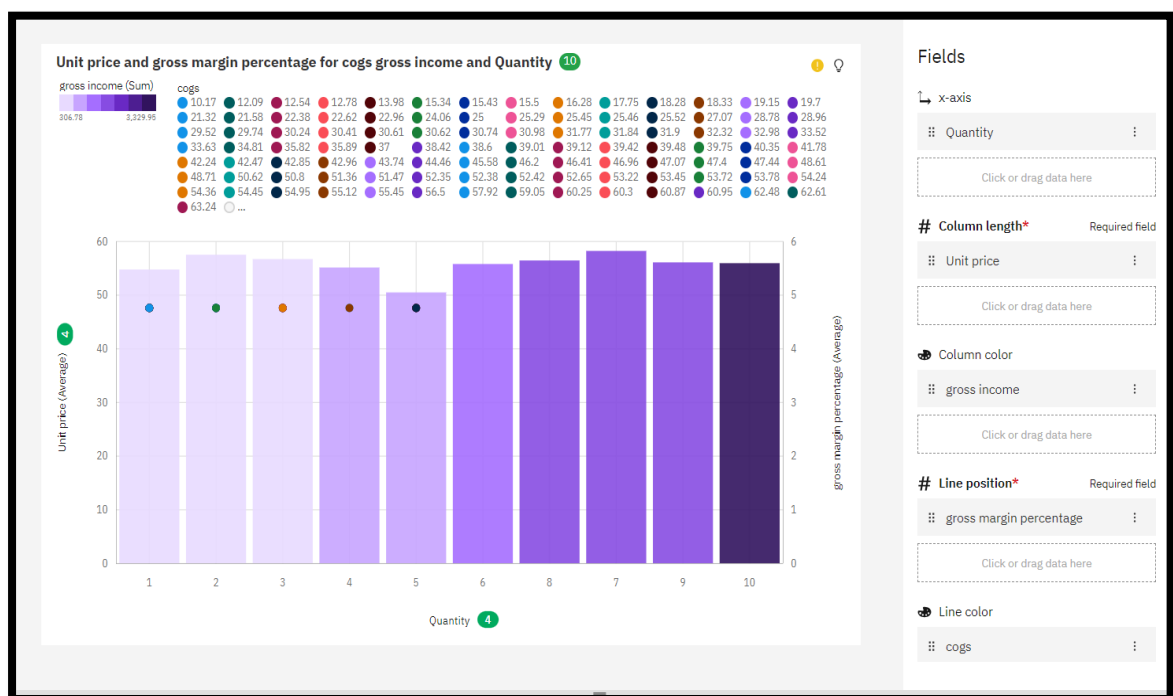 Unit price and gross margin percentage for cogs gross income and Quantity 10
gross income (Sum)
306.78 3,329.95
cogs
10.17 12.09 12.54 12.78 13.98 15.34 15.43 15.5 16.28 17.75 18.28 18.33 19.15 19.7
21.32 21.58 22.38 22.62 22.96 24.06 25 25.29 25.45 25.46 25.52 27.07 28.78 28.96
29.52 29.74 30.24 30.41 30.61 30.62 30.74 30.98 31.77 31.84 31.9 32.32 32.98 33.52
33.63 34.81 35.82 35.89 37 38.42 38.6 39.01 39.12 39.42 39.48 39.75 40.35 41.78
42.24 42.47 42.85 42.96 43.74 44.46 45.58 46.2 46.41 46.96 47.07 47.4 47.44 48.61
48.71 50.62 50.8 51.36 51.47 52.35 52.38 52.42 52.65 53.22 53.45 53.72 53.78 54.24
54.36 54.45 54.95 55.12 55.45 56.5 57.92 59.05 60.25 60.3 60.87 60.95 62.48 62.61
63.24 ...
60 6
50 5
40 4
30 3
20 2
10 1
0 0
Unit price (Average) 4
gross margin percentage (Average)
1 2 3 4 5 6 8 7 9 10
Quantity 4
Fields
x-axis
Quantity
Click or drag data here
Column length* Required field
Unit price
Click or drag data here
Column color
gross income
Click or drag data here
Line position* Required field
gross margin percentage
Click or drag data here
Line color
cogs